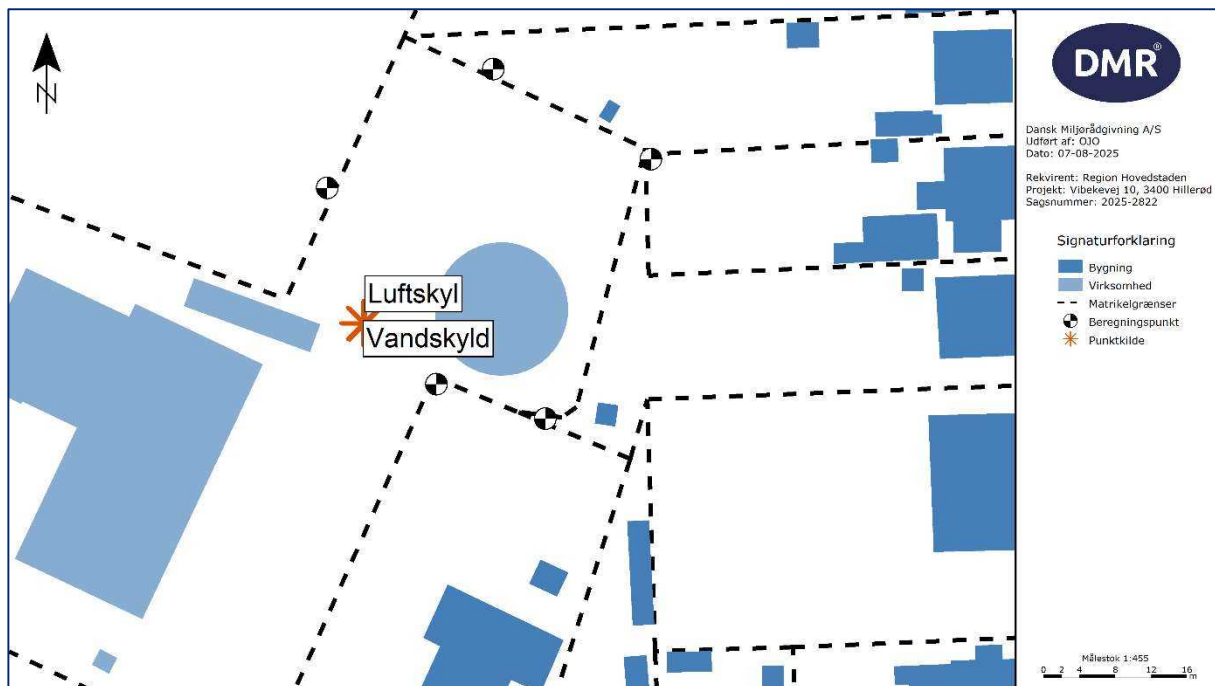 N
Luftskyl
Vandskyld
DMR®
Dansk Miljørådgivning A/S
Udført af: OJO
Dato: 07-08-2025
Rekvirent: Region Hovedstaden
Projekt: Vibekevej 10, 3400 Hillerød
Sagsnummer: 2025-2822
Signaturforklaring
Bygning
Virksomhed
Matrikelgrænser
Beregningspunkt
Punktkilde
Målestok 1:455
0 2 4 8 12 16
m